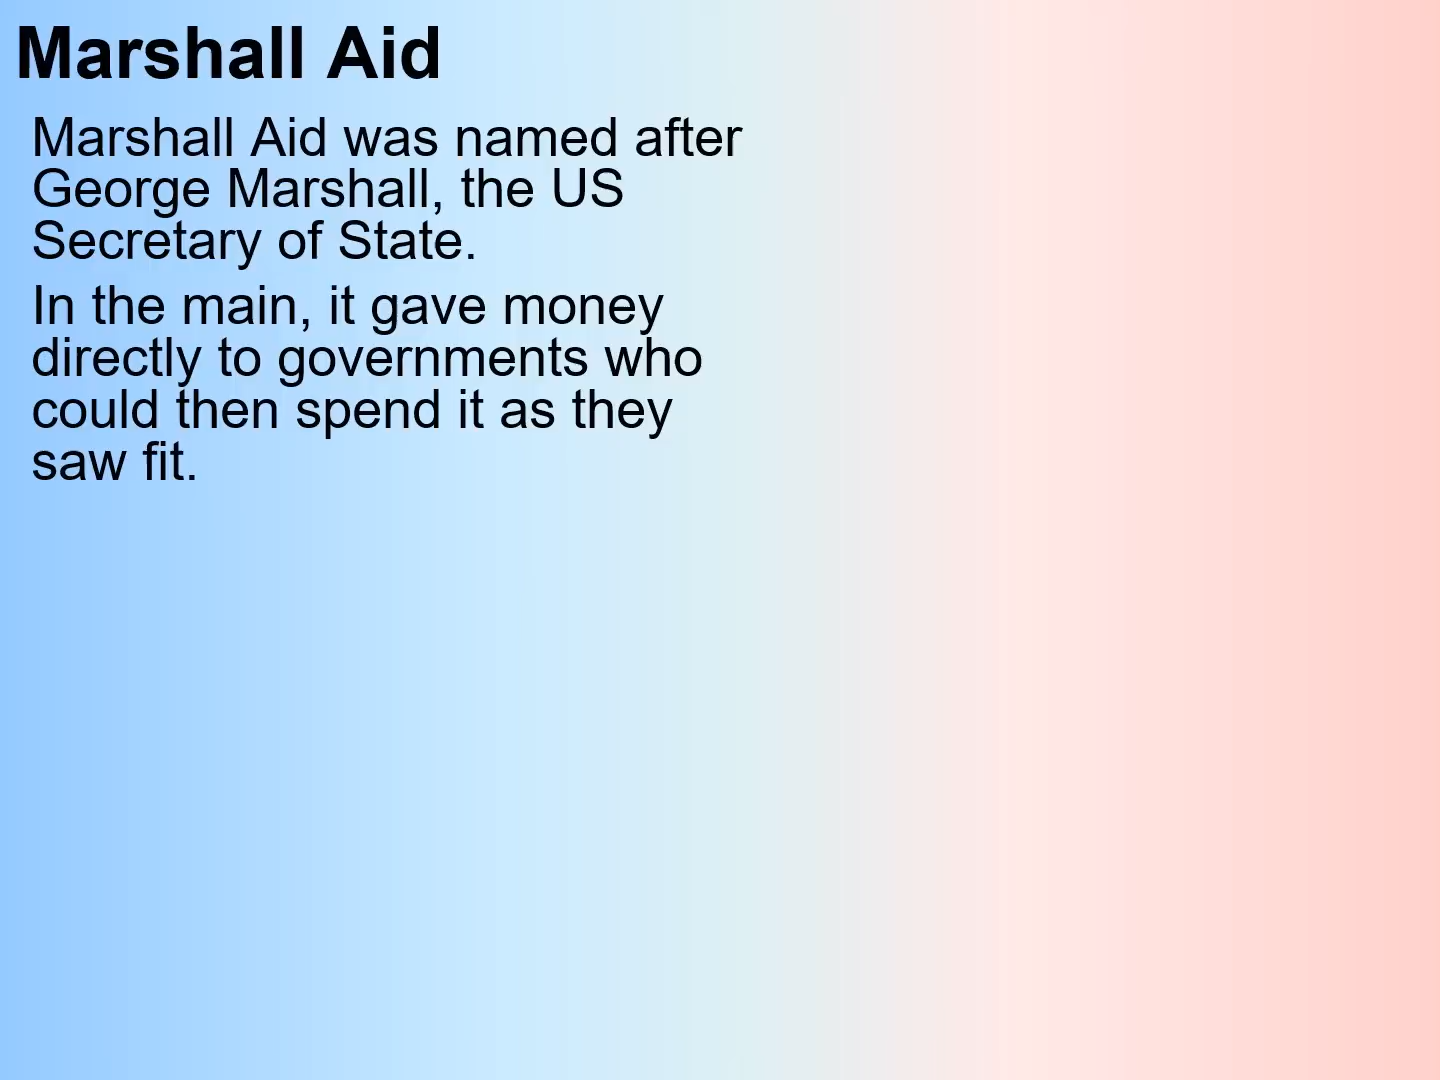 Marshall Aid
Marshall Aid was named after
George Marshall, the US
Secretary of State.
In the main, it gave money
directly to governments who
could then spend it as they
saw fit.